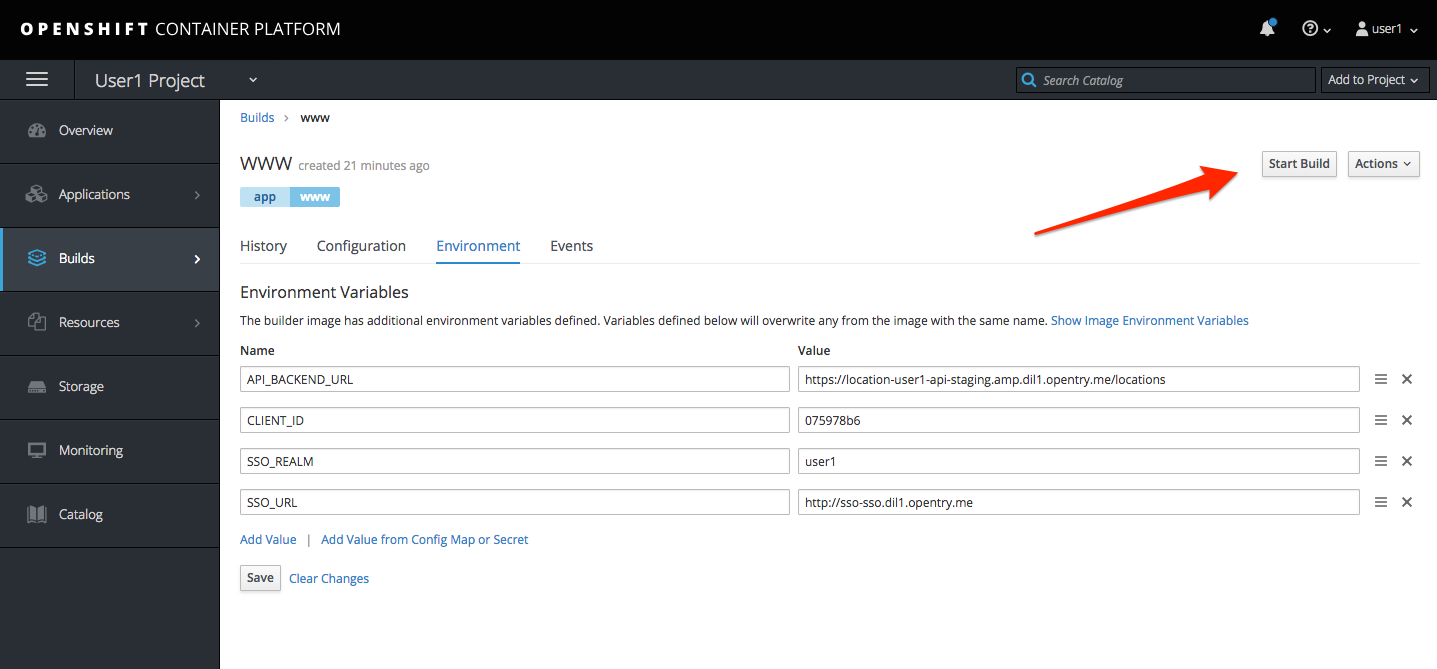 OPENSHIFT CONTAINER PLATFORM
user1
User1 Project
Search Catalog
Add to Project
Overview
Applications
Builds
Resources
Storage
Monitoring
Catalog
Builds > www
www created 21 minutes ago
Start Build
Actions
app www
History Configuration Environment Events
Environment Variables
The builder image has additional environment variables defined. Variables defined below will overwrite any from the image with the same name. Show Image Environment Variables
Name Value
API_BACKEND_URL https://location-user1-api-staging.amp.dil1.opentry.me/locations
CLIENT_ID 075978b6
SSO_REALM user1
SSO_URL http://sso-sso.dil1.opentry.me
Add Value | Add Value from Config Map or Secret
Save Clear Changes